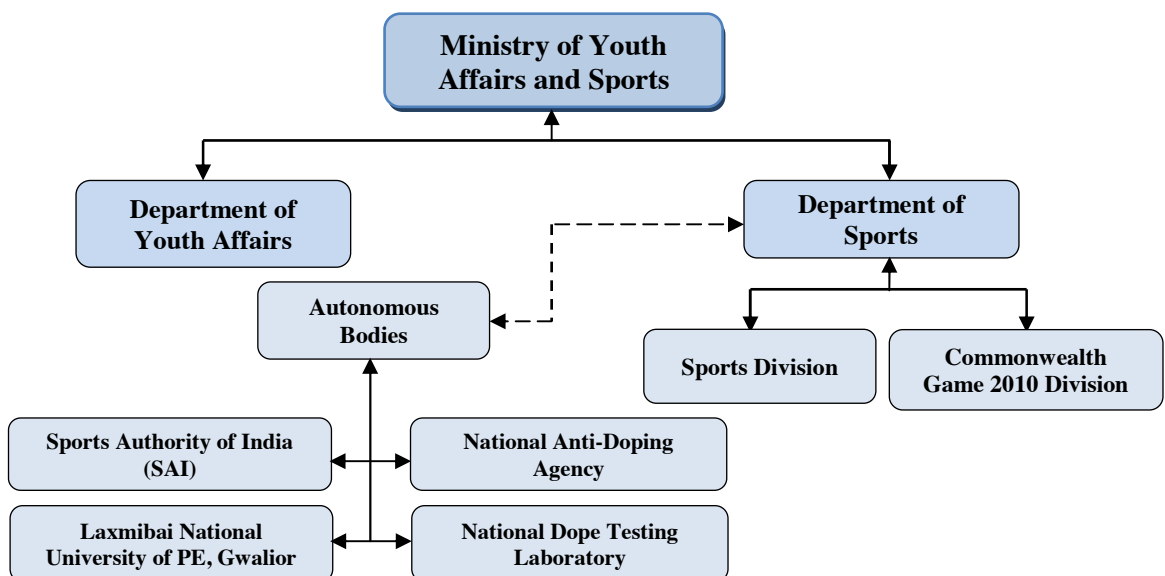 Ministry of Youth
Affairs and Sports
Department of
Youth Affairs
Department of
Sports
Autonomous
Bodies
Sports Division
Commonwealth
Game 2010 Division
Sports Authority of India
(SAI)
National Anti-Doping
Agency
Laxmibai National
University of PE, Gwalior
National Dope Testing
Laboratory